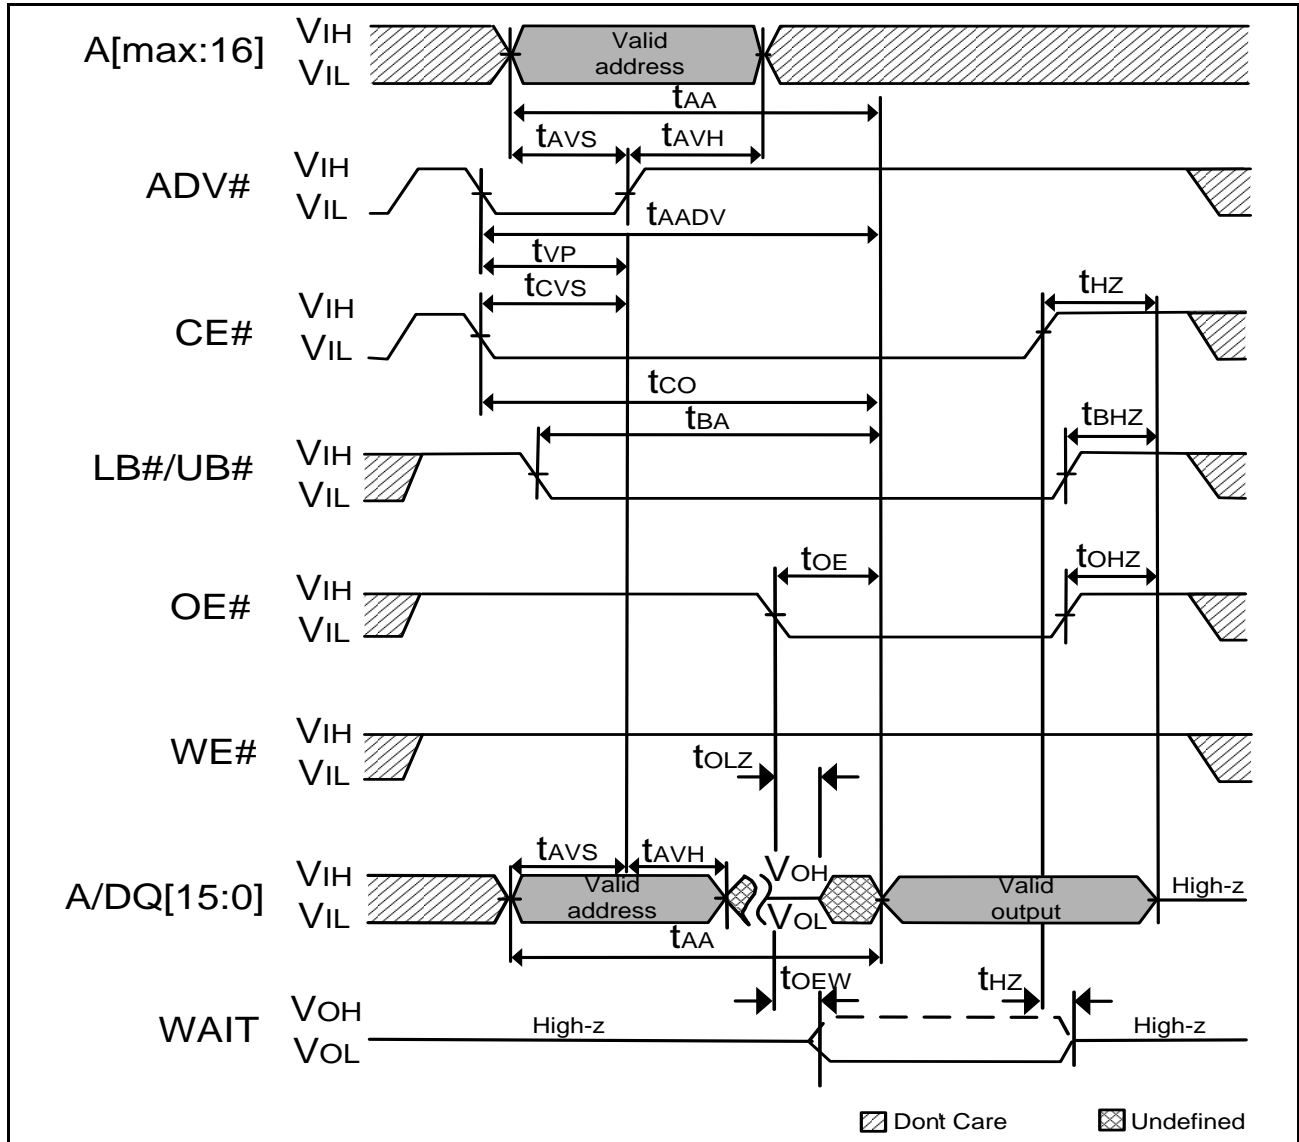 A[max:16]
VIH
VIL
Valid
address
tAA
tAVS
tAVH
ADV#
VIH
VIL
tAADV
tVP
tCVS
CE#
VIH
VIL
tHZ
tCO
tBA
LB#/UB#
VIH
VIL
tBHZ
OE#
VIH
VIL
tOE
tOHZ
WE#
VIH
VIL
tOLZ
A/DQ[15:0]
VIH
VIL
tAVS
tAVH
Valid
address
VOH
VOL
Valid
output
High-z
tAA
tOEW
tHZ
WAIT
VOH
VOL
High-z
High-z
Dont Care
Undefined